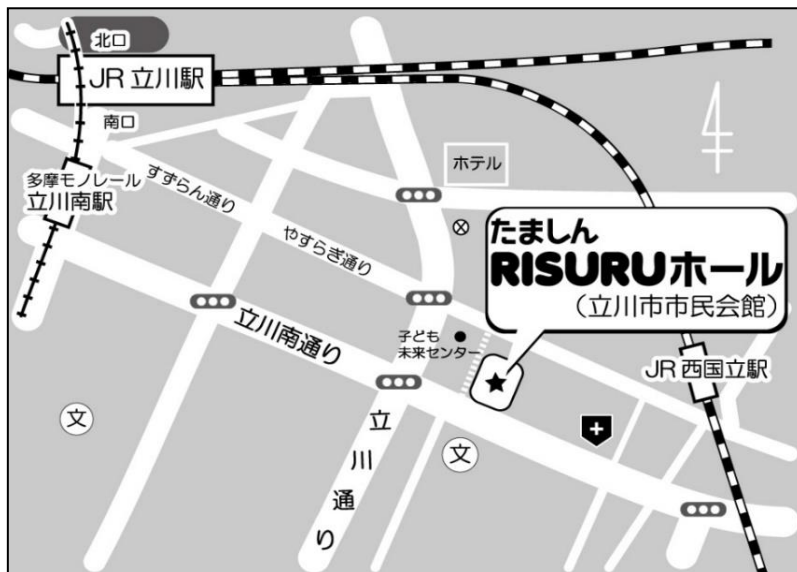 北口
JR 立川駅
南口
多摩モノレール
立川南駅
すずらん通り
やすらぎ通り
ホテル
たましん
RISURUホール
(立川市市民会館)
立川南通り
子ども
未来センター
JR 西国立駅
立川通り
文
文